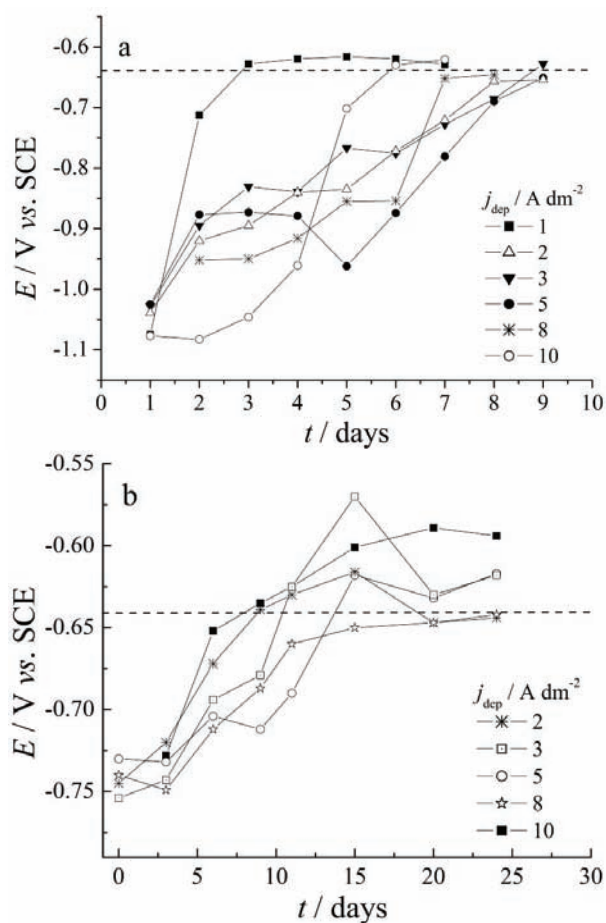 a
E / V vs. SCE
-0.6
-0.7
-0.8
-0.9
-1.0
-1.1
j_dep / A dm⁻²
1
2
3
5
8
10
0 1 2 3 4 5 6 7 8 9 10
t / days
b
E / V vs. SCE
-0.55
-0.60
-0.65
-0.70
-0.75
j_dep / A dm⁻²
2
3
5
8
10
0 5 10 15 20 25 30
t / days